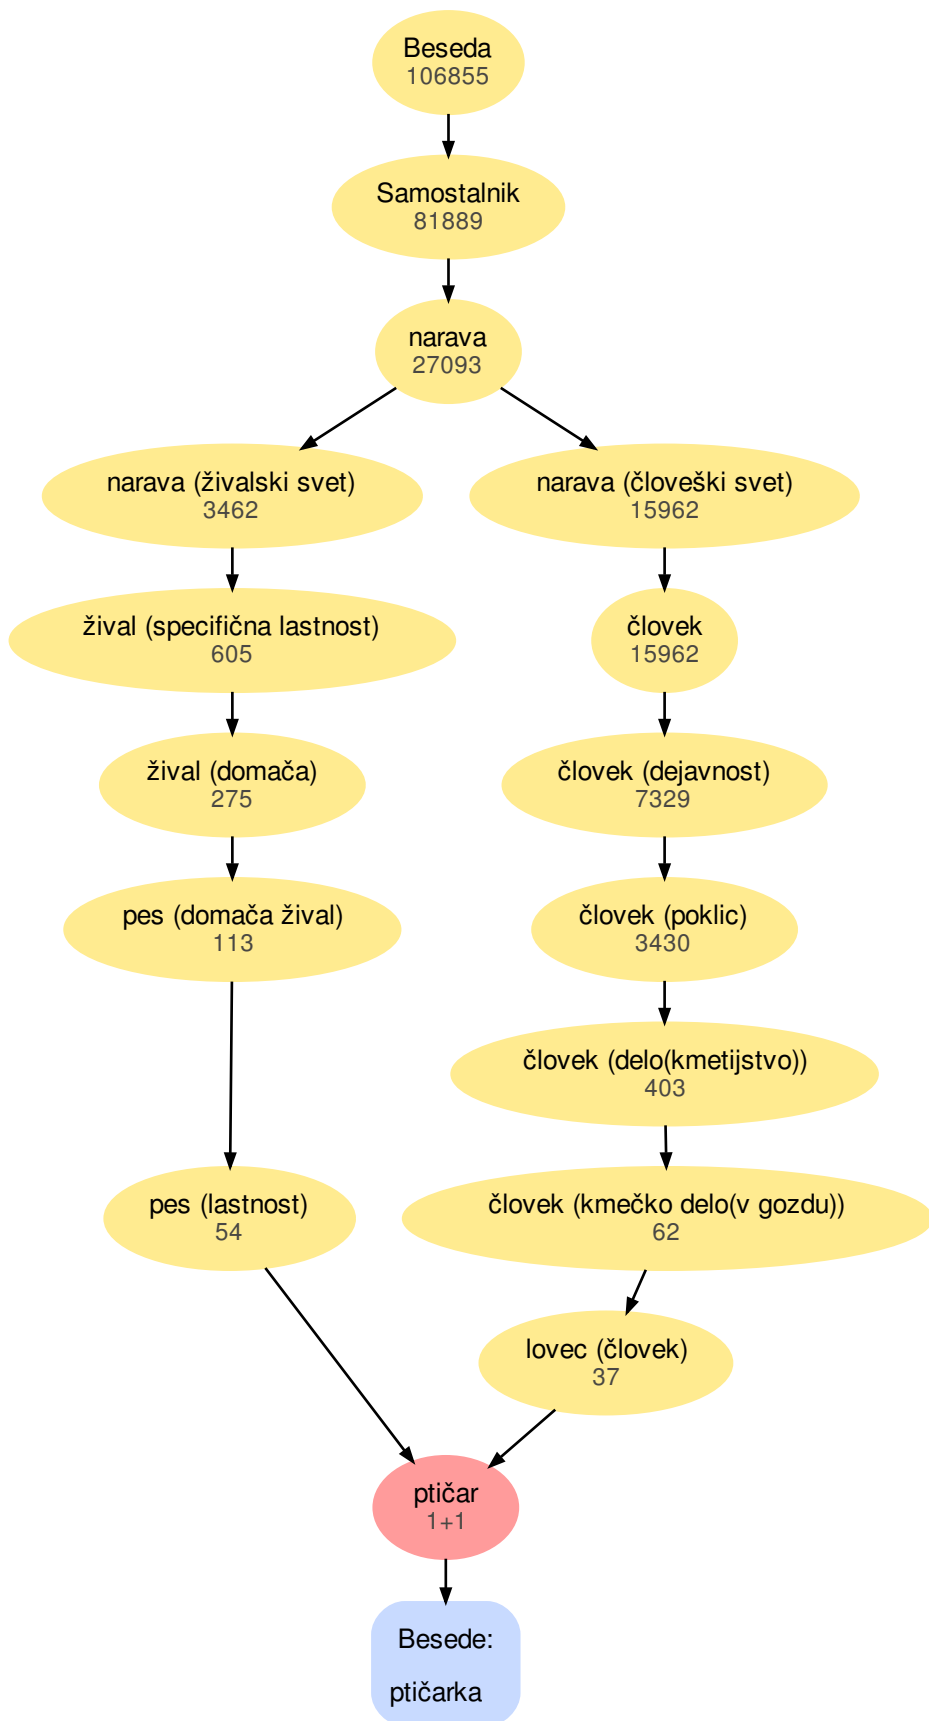 Beseda
106855
Samostalnik
81889
narava
27093
narava (živalski svet)
3462
narava (človeški svet)
15962
žival (specifična lastnost)
605
človek
15962
žival (domača)
275
človek (dejavnost)
7329
pes (domača žival)
113
človek (poklic)
3430
človek (delo(kmetijstvo))
403
pes (lastnost)
54
človek (kmečko delo(v gozdu))
62
lovec (človek)
37
ptičar
1+1
Besede:
ptičarka